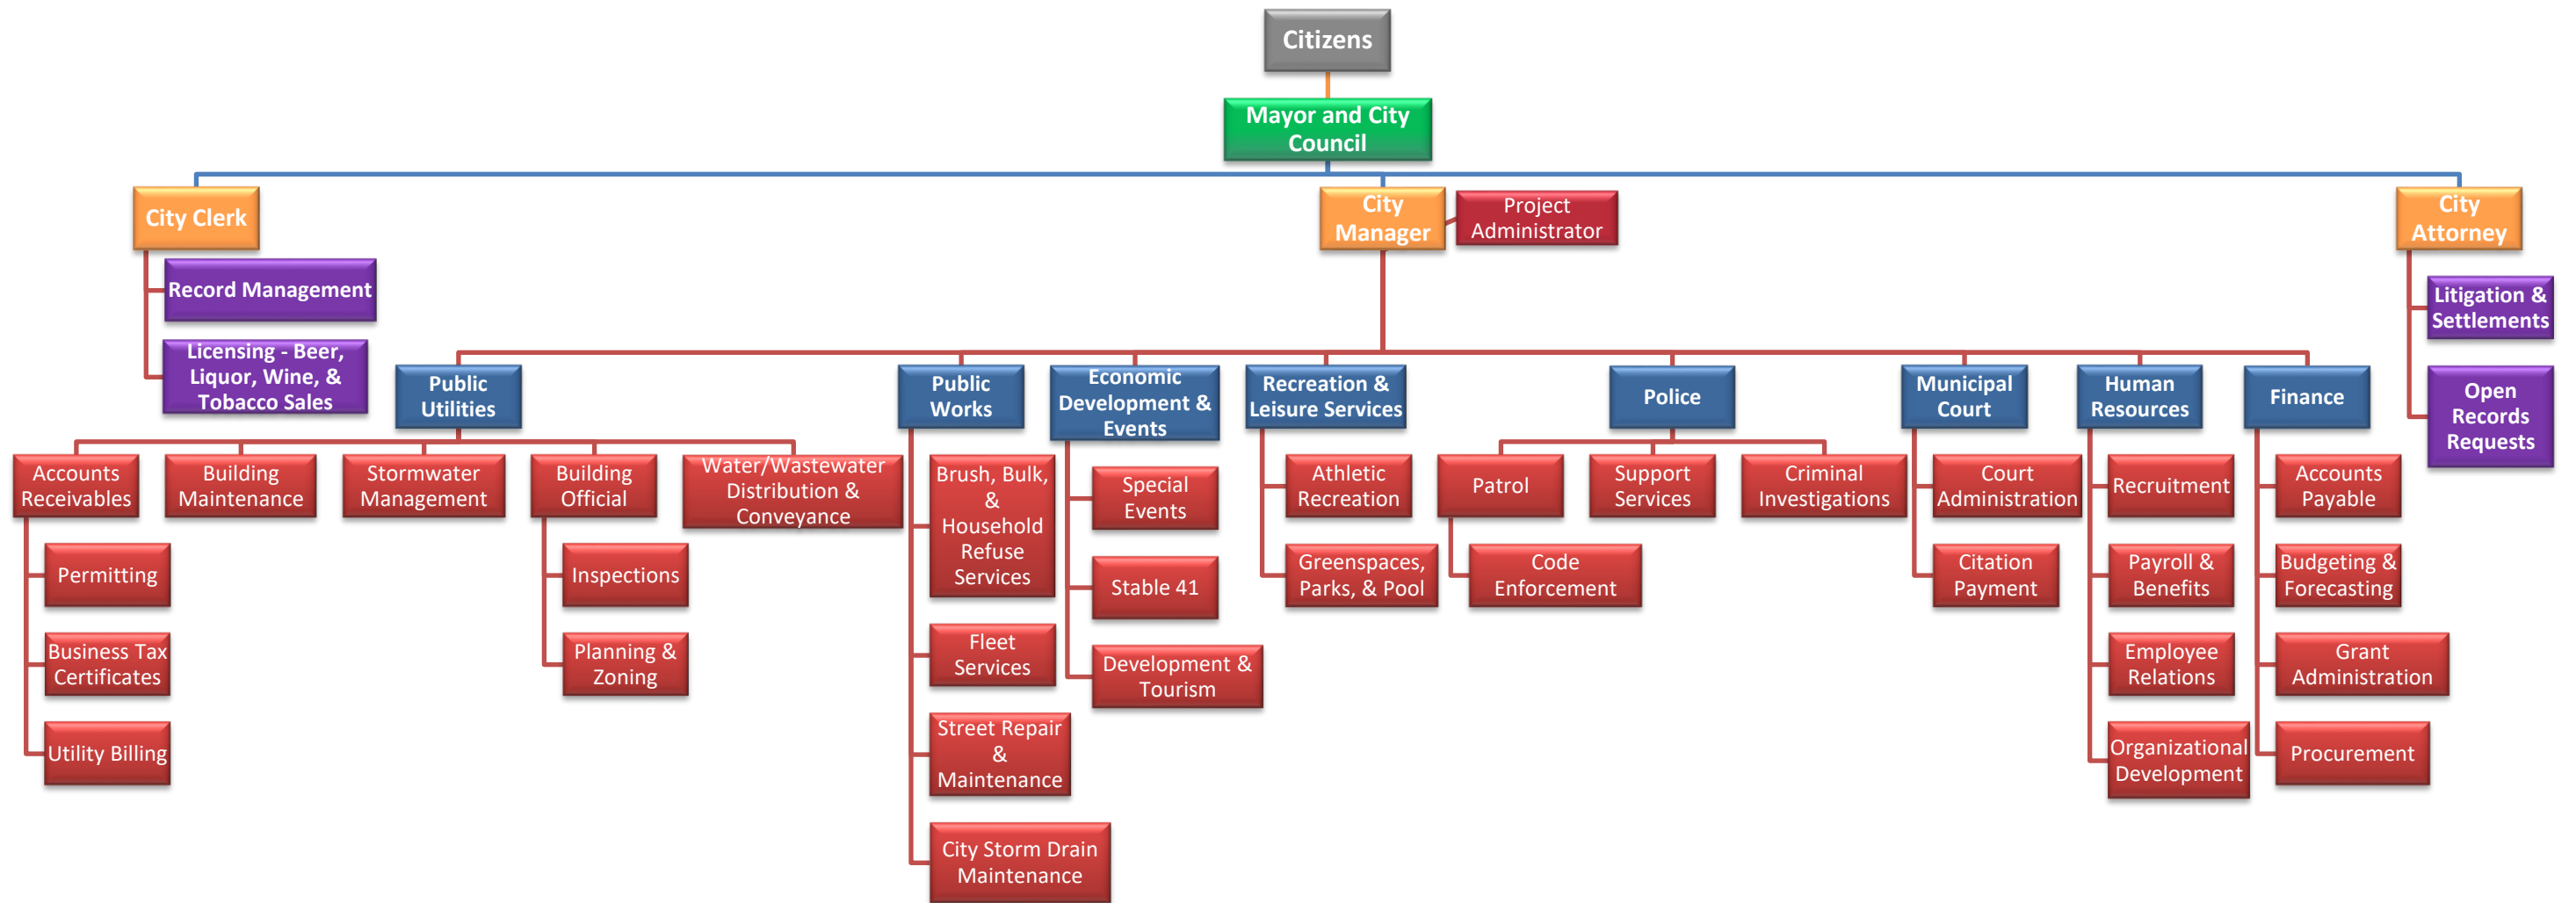 Citizens
Mayor and City
Council
City Clerk
Record Management
Licensing - Beer,
Liquor, Wine, &
Tobacco Sales
City
Manager
Project
Administrator
City
Attorney
Litigation &
Settlements
Open
Records
Requests
Public
Utilities
Accounts
Receivables
Permitting
Business Tax
Certificates
Utility Billing
Building
Maintenance
Stormwater
Management
Building
Official
Inspections
Planning &
Zoning
Water/Wastewater
Distribution &
Conveyance
Public
Works
Brush, Bulk,
&
Household
Refuse
Services
Fleet
Services
Street Repair
&
Maintenance
City Storm Drain
Maintenance
Economic
Development &
Events
Special
Events
Stable 41
Development &
Tourism
Recreation &
Leisure Services
Athletic
Recreation
Greenspaces,
Parks, & Pool
Police
Patrol
Code
Enforcement
Support
Services
Criminal
Investigations
Municipal
Court
Court
Administration
Citation
Payment
Human
Resources
Recruitment
Payroll &
Benefits
Employee
Relations
Organizational
Development
Finance
Accounts
Payable
Budgeting &
Forecasting
Grant
Administration
Procurement